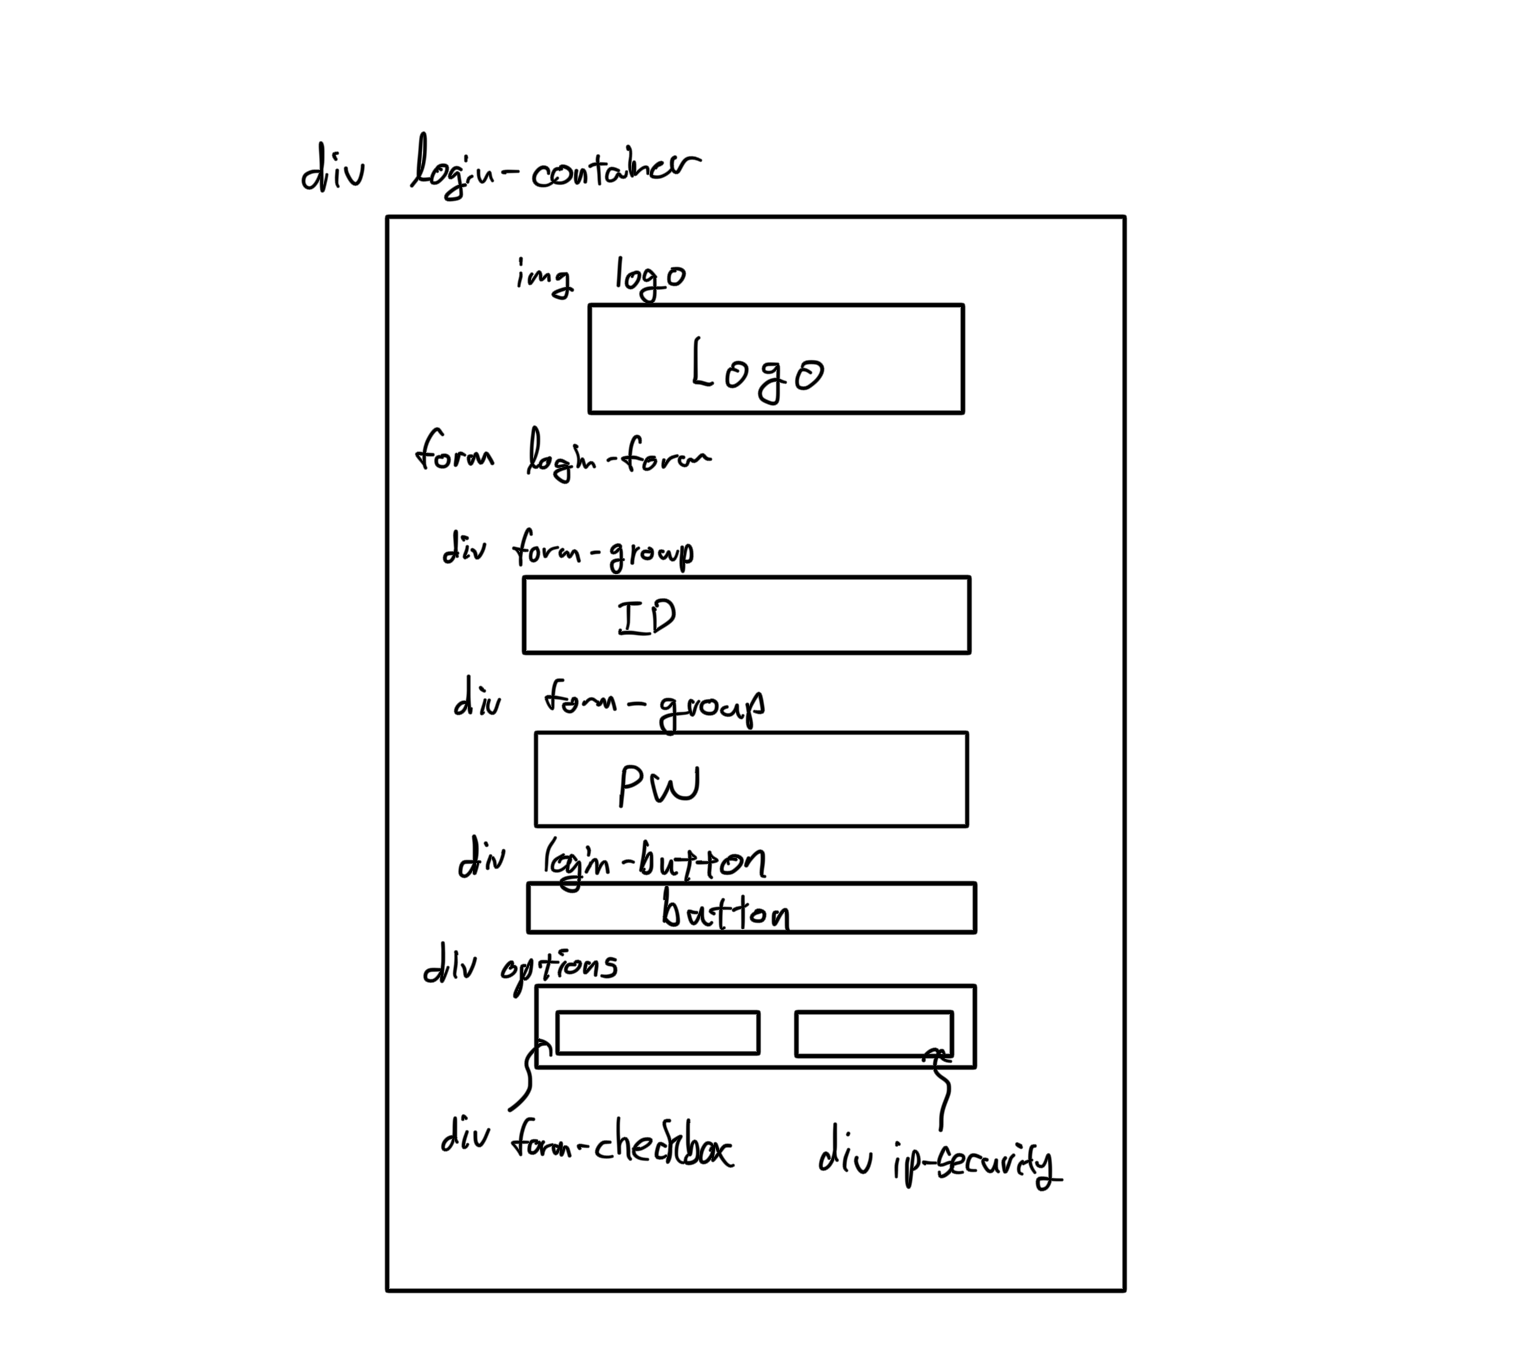 div login-container
img logo
Logo
form login-form
div form-group
ID
div form-group
PW
div login-button
button
div options
div form-checkbox
div ip-security